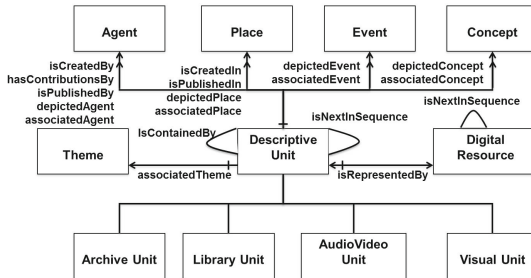 Agent
Place
Event
Concept
isCreatedBy
hasContributionsBy
isPublishedBy
depictedAgent
associatedAgent
isCreatedIn
isPublishedIn
depictedPlace
associatedPlace
depictedEvent
associatedEvent
depictedConcept
associatedConcept
isNextInSequence
IsContainedBy
isNextInSequence
Theme
Descriptive
Unit
Digital
Resource
associatedTheme
isRepresentedBy
Archive Unit
Library Unit
AudioVideo
Unit
Visual Unit